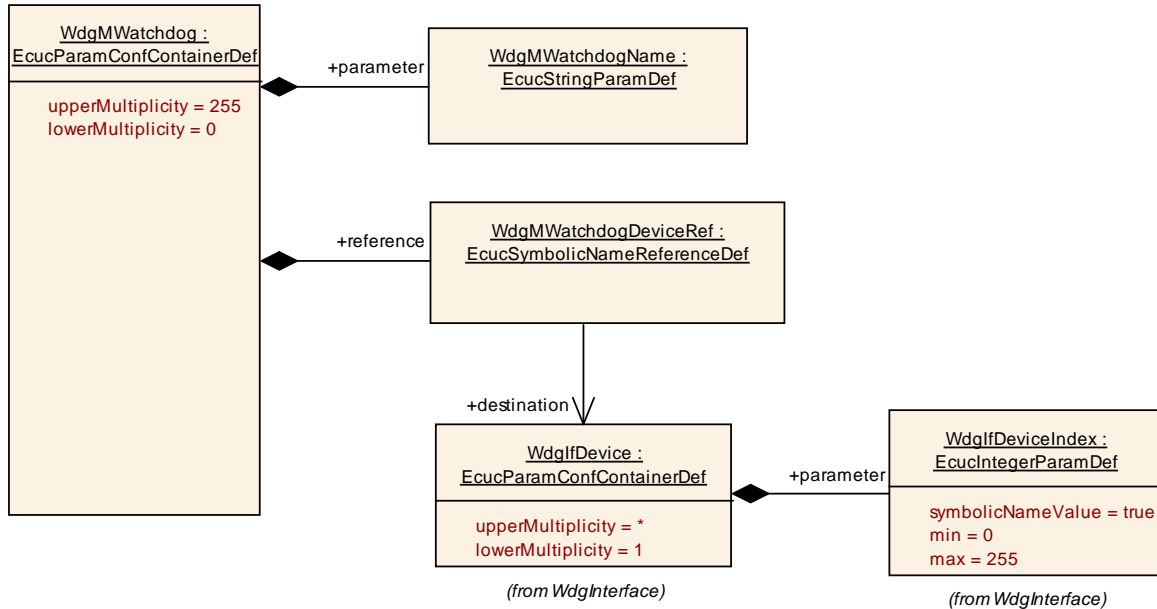 WdgMWatchdog :
EcucParamConfContainerDef
upperMultiplicity = 255
lowerMultiplicity = 0
+parameter
WdgMWatchdogName :
EcucStringParamDef
+reference
WdgMWatchdogDeviceRef :
EcucSymbolicNameReferenceDef
+destination
WdgIfDevice :
EcucParamConfContainerDef
upperMultiplicity = *
lowerMultiplicity = 1
(from WdgInterface)
+parameter
WdgIfDeviceIndex :
EcucIntegerParamDef
symbolicNameValue = true
min = 0
max = 255
(from WdgInterface)